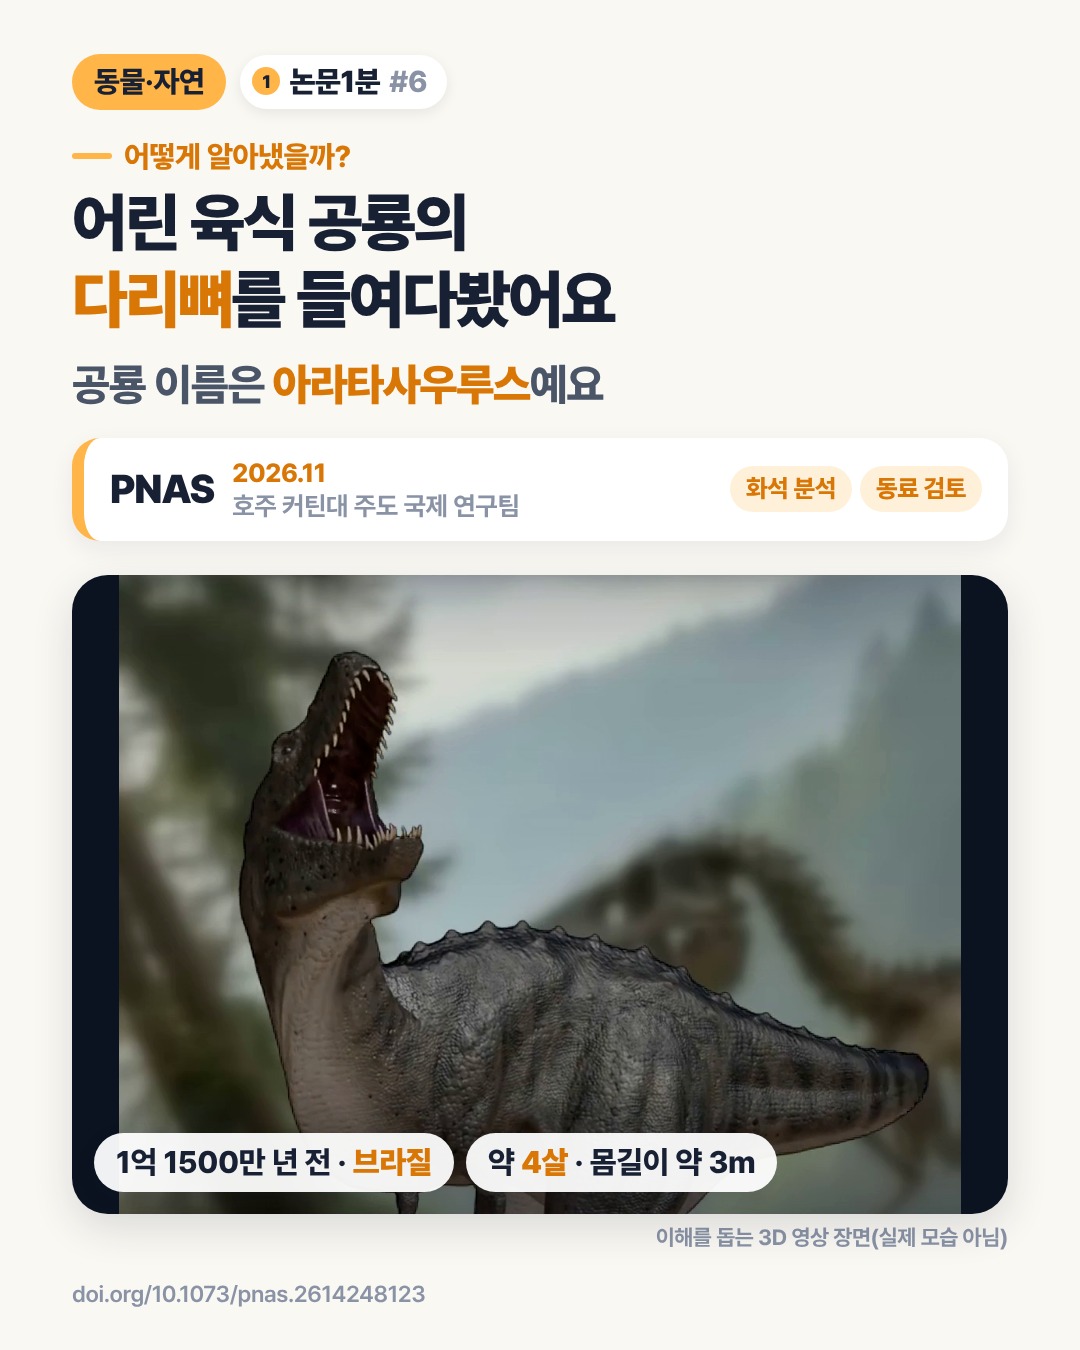 동물·자연
1 논문1분 #6
어떻게 알아냈을까?
어린 육식 공룡의
다리뼈를 들여다봤어요
공룡 이름은 아라타사우루스예요
PNAS
2026.11
호주 커틴대 주도 국제 연구팀
화석 분석
동료 검토
1억 1500만 년 전 · 브라질
약 4살 · 몸길이 약 3m
이해를 돕는 3D 영상 장면(실제 모습 아님)
doi.org/10.1073/pnas.2614248123